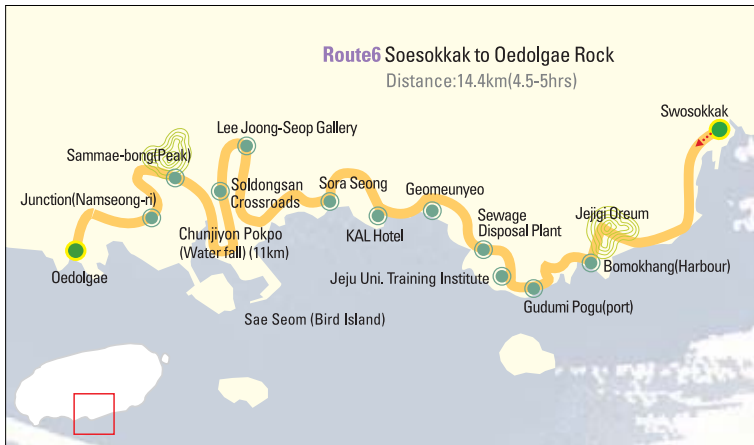 Route6 Soesokkak to Oedolgae Rock
Distance:14.4km(4.5-5hrs)
Swosokkak
Lee Joong-Seop Gallery
Sammae-bong(Peak)
Soldongsan
Crossroads
Sora Seong
Geomeunyeo
Junction(Namseong-ri)
Jejigi Oreum
Sewage
Disposal Plant
Chunjiyon Pokpo
(Water fall) (11km)
KAL Hotel
Bomokhang(Harbour)
Oedolgae
Jeju Uni. Training Institute
Gudumi Pogu(port)
Sae Seom (Bird Island)